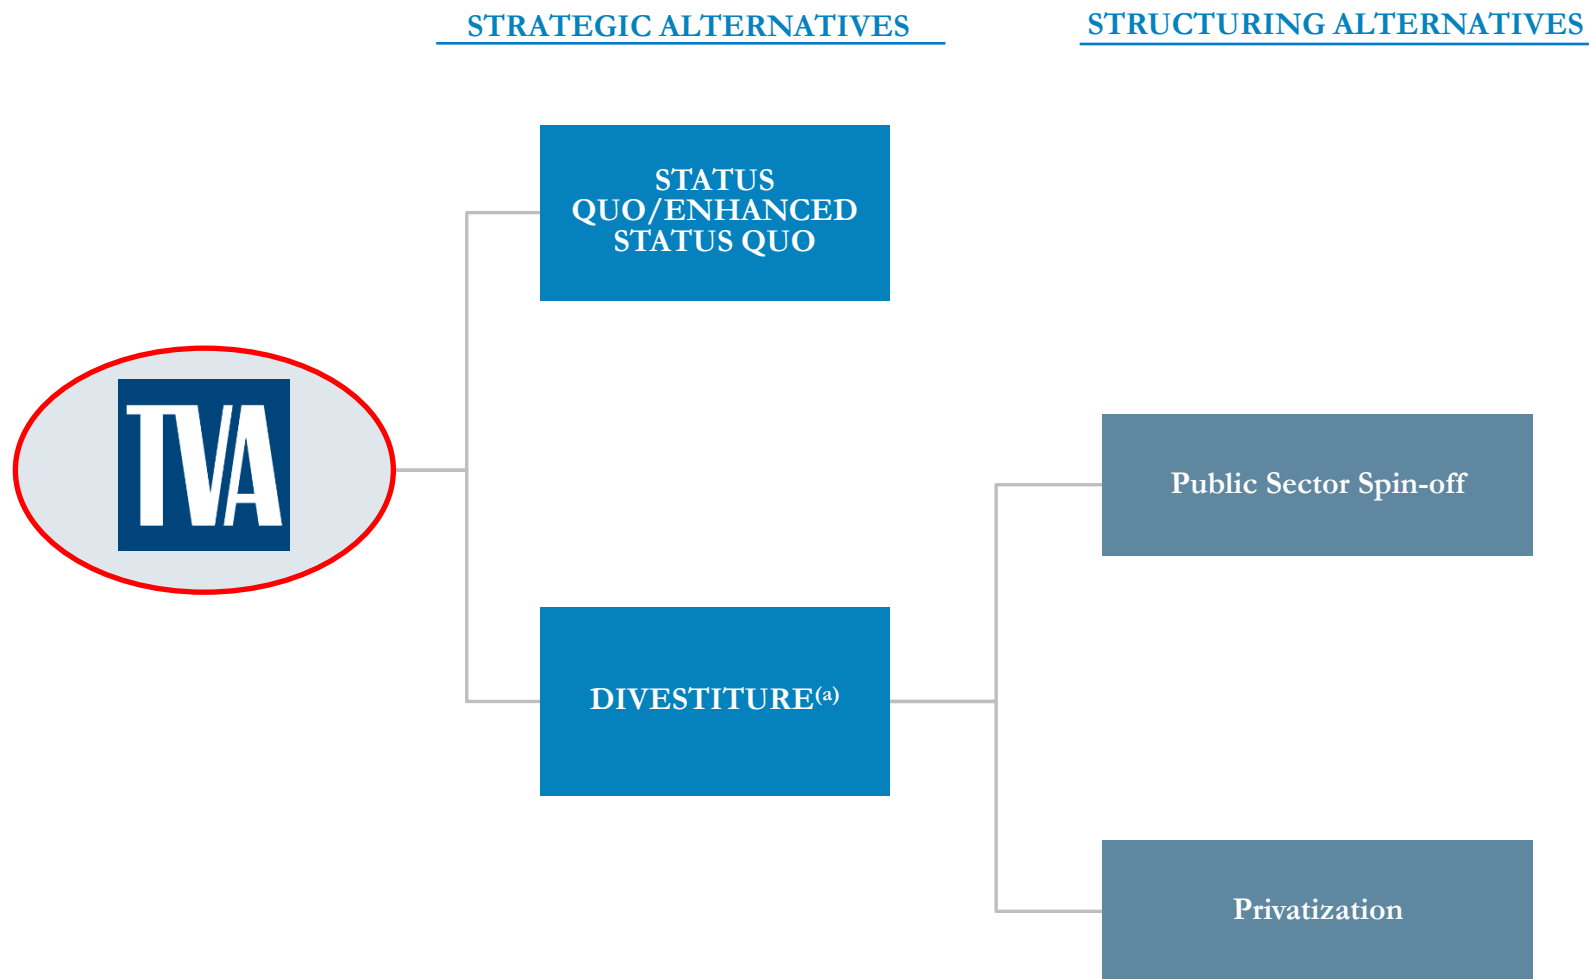 STRATEGIC ALTERNATIVES
STRUCTURING ALTERNATIVES
STATUS
QUO/ENHANCED
STATUS QUO
TVA
Public Sector Spin-off
DIVESTITURE(a)
Privatization